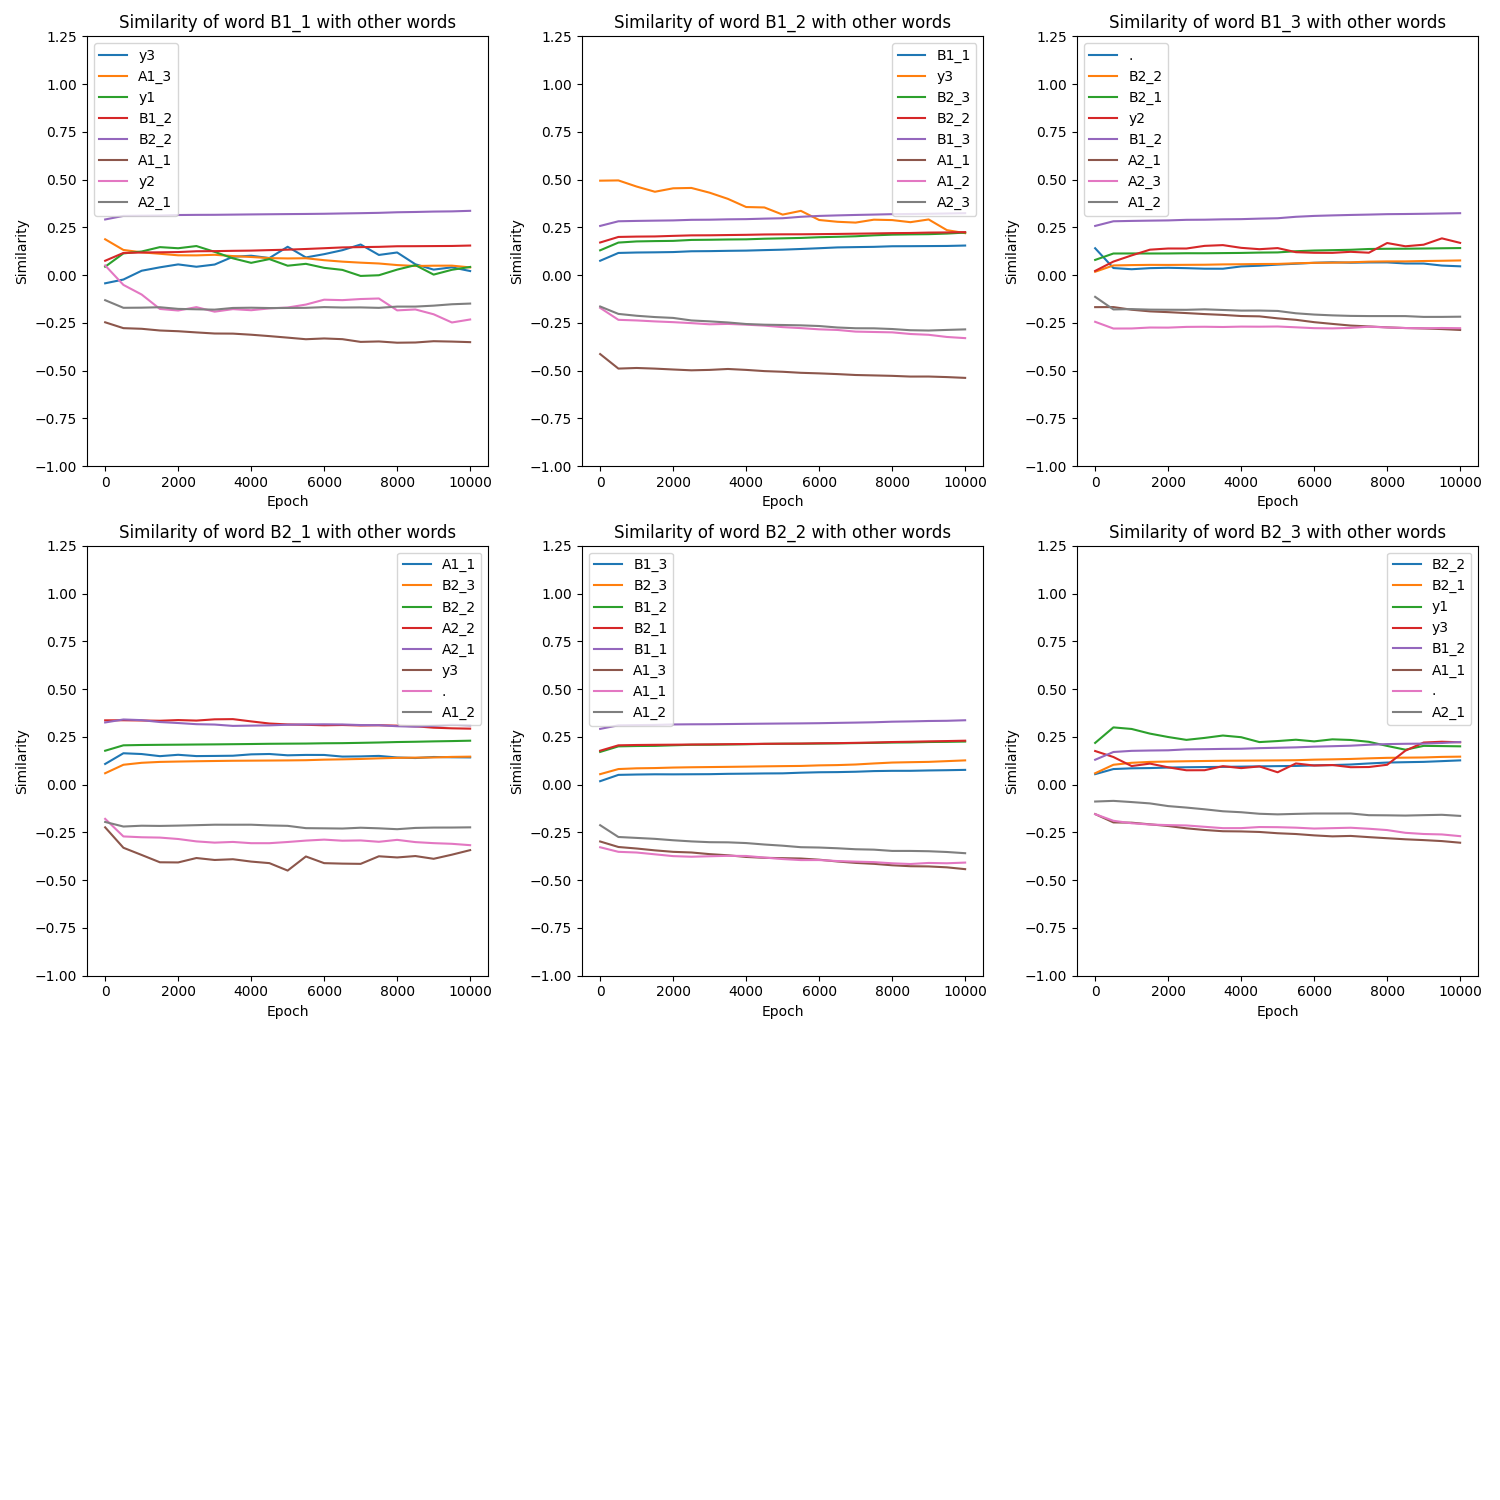 Similarity of word B1_1 with other words
Similarity
1.25
1.00
0.75
0.50
0.25
0.00
−0.25
−0.50
−0.75
−1.00
y3
A1_3
y1
B1_2
B2_2
A1_1
y2
A2_1
0 2000 4000 6000 8000 10000
Epoch
Similarity of word B1_2 with other words
Similarity
1.25
1.00
0.75
0.50
0.25
0.00
−0.25
−0.50
−0.75
−1.00
B1_1
y3
B2_3
B2_2
B1_3
A1_1
A1_2
A2_3
0 2000 4000 6000 8000 10000
Epoch
Similarity of word B1_3 with other words
Similarity
1.25
1.00
0.75
0.50
0.25
0.00
−0.25
−0.50
−0.75
−1.00
.
B2_2
B2_1
y2
B1_2
A2_1
A2_3
A1_2
0 2000 4000 6000 8000 10000
Epoch
Similarity of word B2_1 with other words
Similarity
1.25
1.00
0.75
0.50
0.25
0.00
−0.25
−0.50
−0.75
−1.00
A1_1
B2_3
B2_2
A2_2
A2_1
y3
.
A1_2
0 2000 4000 6000 8000 10000
Epoch
Similarity of word B2_2 with other words
Similarity
1.25
1.00
0.75
0.50
0.25
0.00
−0.25
−0.50
−0.75
−1.00
B1_3
B2_3
B1_2
B2_1
B1_1
A1_3
A1_1
A1_2
0 2000 4000 6000 8000 10000
Epoch
Similarity of word B2_3 with other words
Similarity
1.25
1.00
0.75
0.50
0.25
0.00
−0.25
−0.50
−0.75
−1.00
B2_2
B2_1
y1
y3
B1_2
A1_1
.
A2_1
0 2000 4000 6000 8000 10000
Epoch